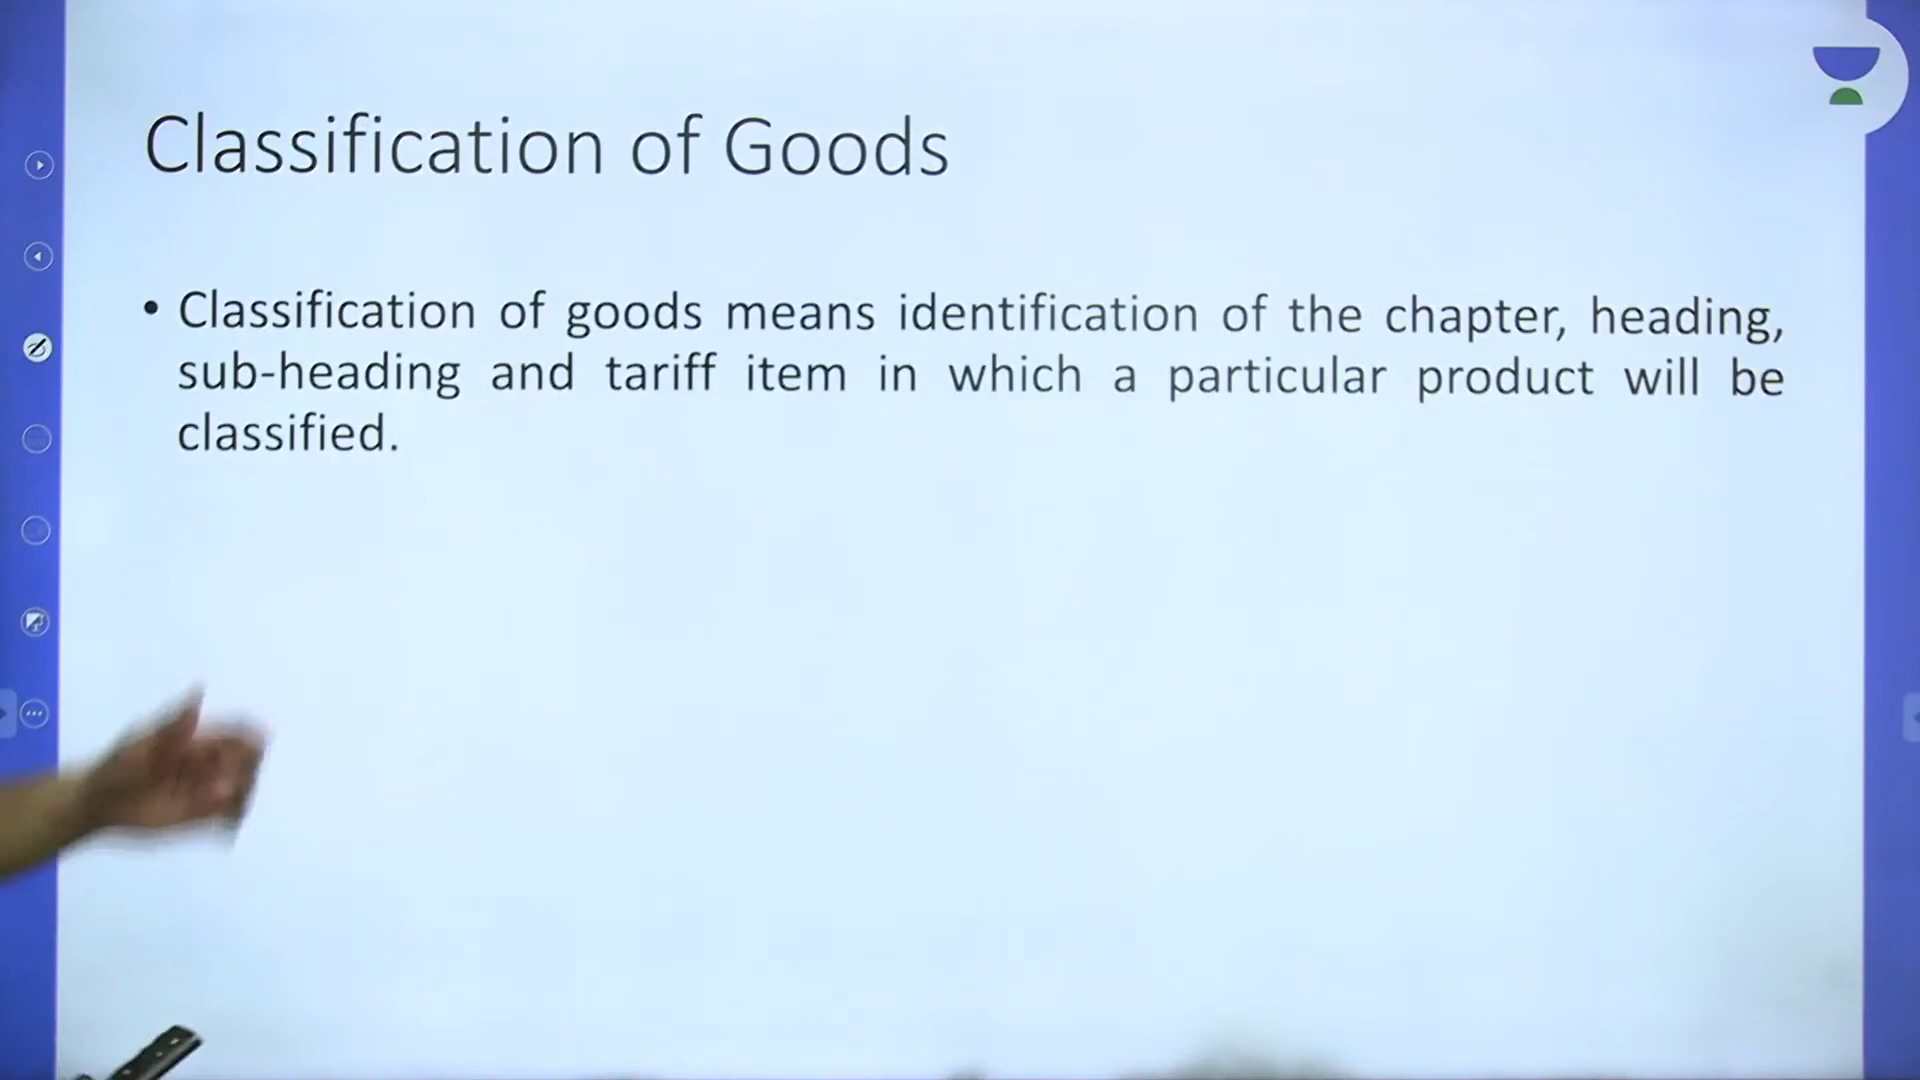 Classification of Goods
• Classification of goods means identification of the chapter, heading,
sub-heading and tariff item in which a particular product will be
classified.